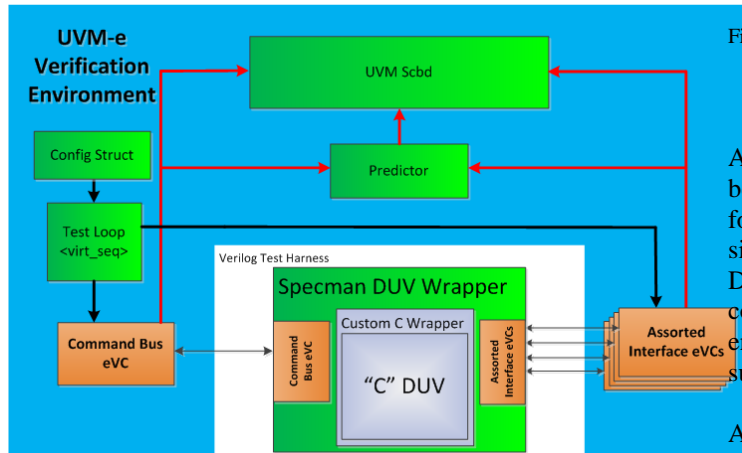 UVM-e
Verification
Environment
UVM Scbd
Config Struct
Predictor
Test Loop
<virt_seq>
Verilog Test Harness
Specman DUV Wrapper
Custom C Wrapper
"C" DUV
Command
Bus eVC
Assorted
Interface eVCs
Command Bus
eVC
Assorted
Interface eVCs